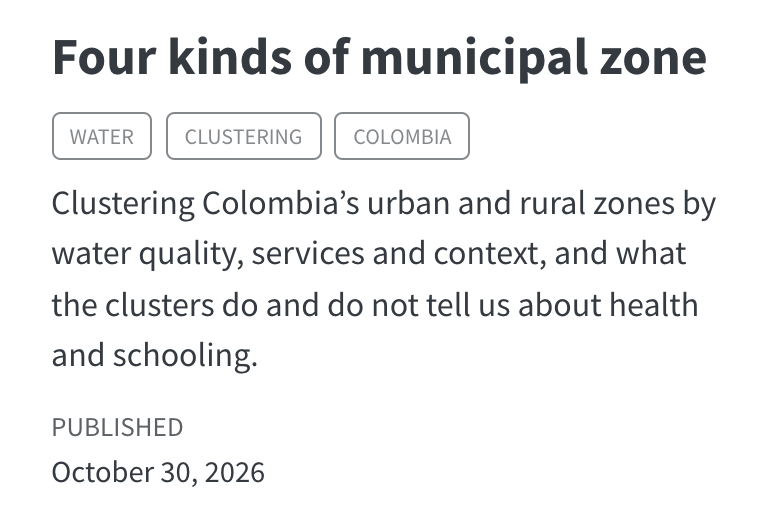 Four kinds of municipal zone
WATER CLUSTERING COLOMBIA
Clustering Colombia’s urban and rural zones by
water quality, services and context, and what
the clusters do and do not tell us about health
and schooling.
PUBLISHED
October 30, 2026